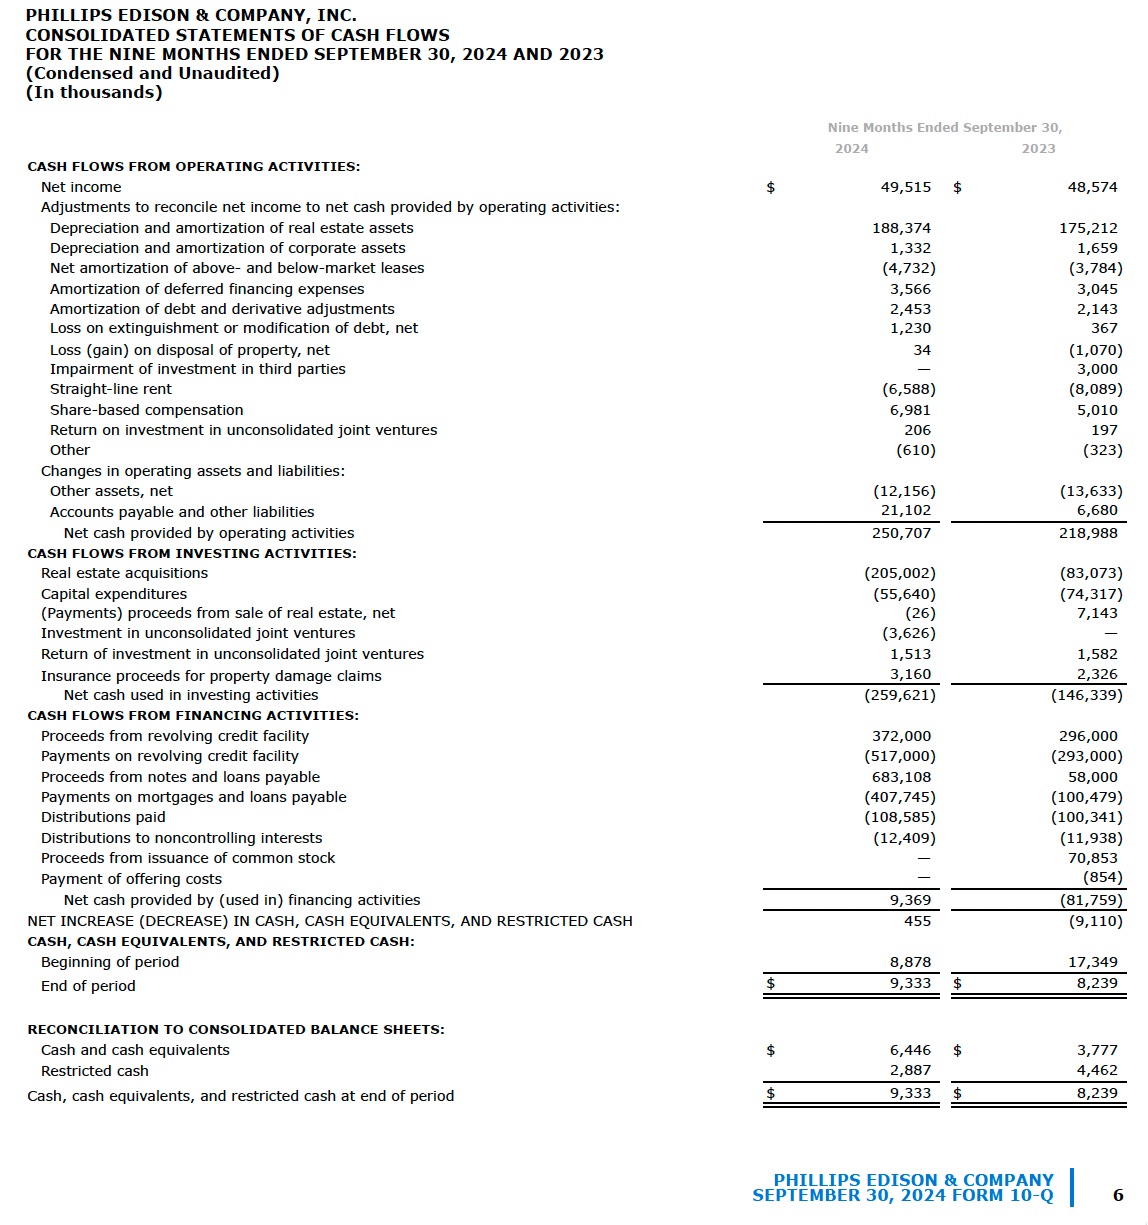 PHILLIPS EDISON & COMPANY, INC.
CONSOLIDATED STATEMENTS OF CASH FLOWS
FOR THE NINE MONTHS ENDED SEPTEMBER 30, 2024 AND 2023
(Condensed and Unaudited)
(In thousands)
Nine Months Ended September 30,
2024 2023
CASH FLOWS FROM OPERATING ACTIVITIES:
Net income $ 49,515 $ 48,574
Adjustments to reconcile net income to net cash provided by operating activities:
Depreciation and amortization of real estate assets 188,374 175,212
Depreciation and amortization of corporate assets 1,332 1,659
Net amortization of above- and below-market leases (4,732) (3,784)
Amortization of deferred financing expenses 3,566 3,045
Amortization of debt and derivative adjustments 2,453 2,143
Loss on extinguishment or modification of debt, net 1,230 367
Loss (gain) on disposal of property, net 34 (1,070)
Impairment of investment in third parties — 3,000
Straight-line rent (6,588) (8,089)
Share-based compensation 6,981 5,010
Return on investment in unconsolidated joint ventures 206 197
Other (610) (323)
Changes in operating assets and liabilities:
Other assets, net (12,156) (13,633)
Accounts payable and other liabilities 21,102 6,680
Net cash provided by operating activities 250,707 218,988
CASH FLOWS FROM INVESTING ACTIVITIES:
Real estate acquisitions (205,002) (83,073)
Capital expenditures (55,640) (74,317)
(Payments) proceeds from sale of real estate, net (26) 7,143
Investment in unconsolidated joint ventures (3,626) —
Return of investment in unconsolidated joint ventures 1,513 1,582
Insurance proceeds for property damage claims 3,160 2,326
Net cash used in investing activities (259,621) (146,339)
CASH FLOWS FROM FINANCING ACTIVITIES:
Proceeds from revolving credit facility 372,000 296,000
Payments on revolving credit facility (517,000) (293,000)
Proceeds from notes and loans payable 683,108 58,000
Payments on mortgages and loans payable (407,745) (100,479)
Distributions paid (108,585) (100,341)
Distributions to noncontrolling interests (12,409) (11,938)
Proceeds from issuance of common stock — 70,853
Payment of offering costs — (854)
Net cash provided by (used in) financing activities 9,369 (81,759)
NET INCREASE (DECREASE) IN CASH, CASH EQUIVALENTS, AND RESTRICTED CASH 455 (9,110)
CASH, CASH EQUIVALENTS, AND RESTRICTED CASH:
Beginning of period 8,878 17,349
End of period $ 9,333 $ 8,239
RECONCILIATION TO CONSOLIDATED BALANCE SHEETS:
Cash and cash equivalents $ 6,446 $ 3,777
Restricted cash 2,887 4,462
Cash, cash equivalents, and restricted cash at end of period $ 9,333 $ 8,239
PHILLIPS EDISON & COMPANY
SEPTEMBER 30, 2024 FORM 10-Q 6